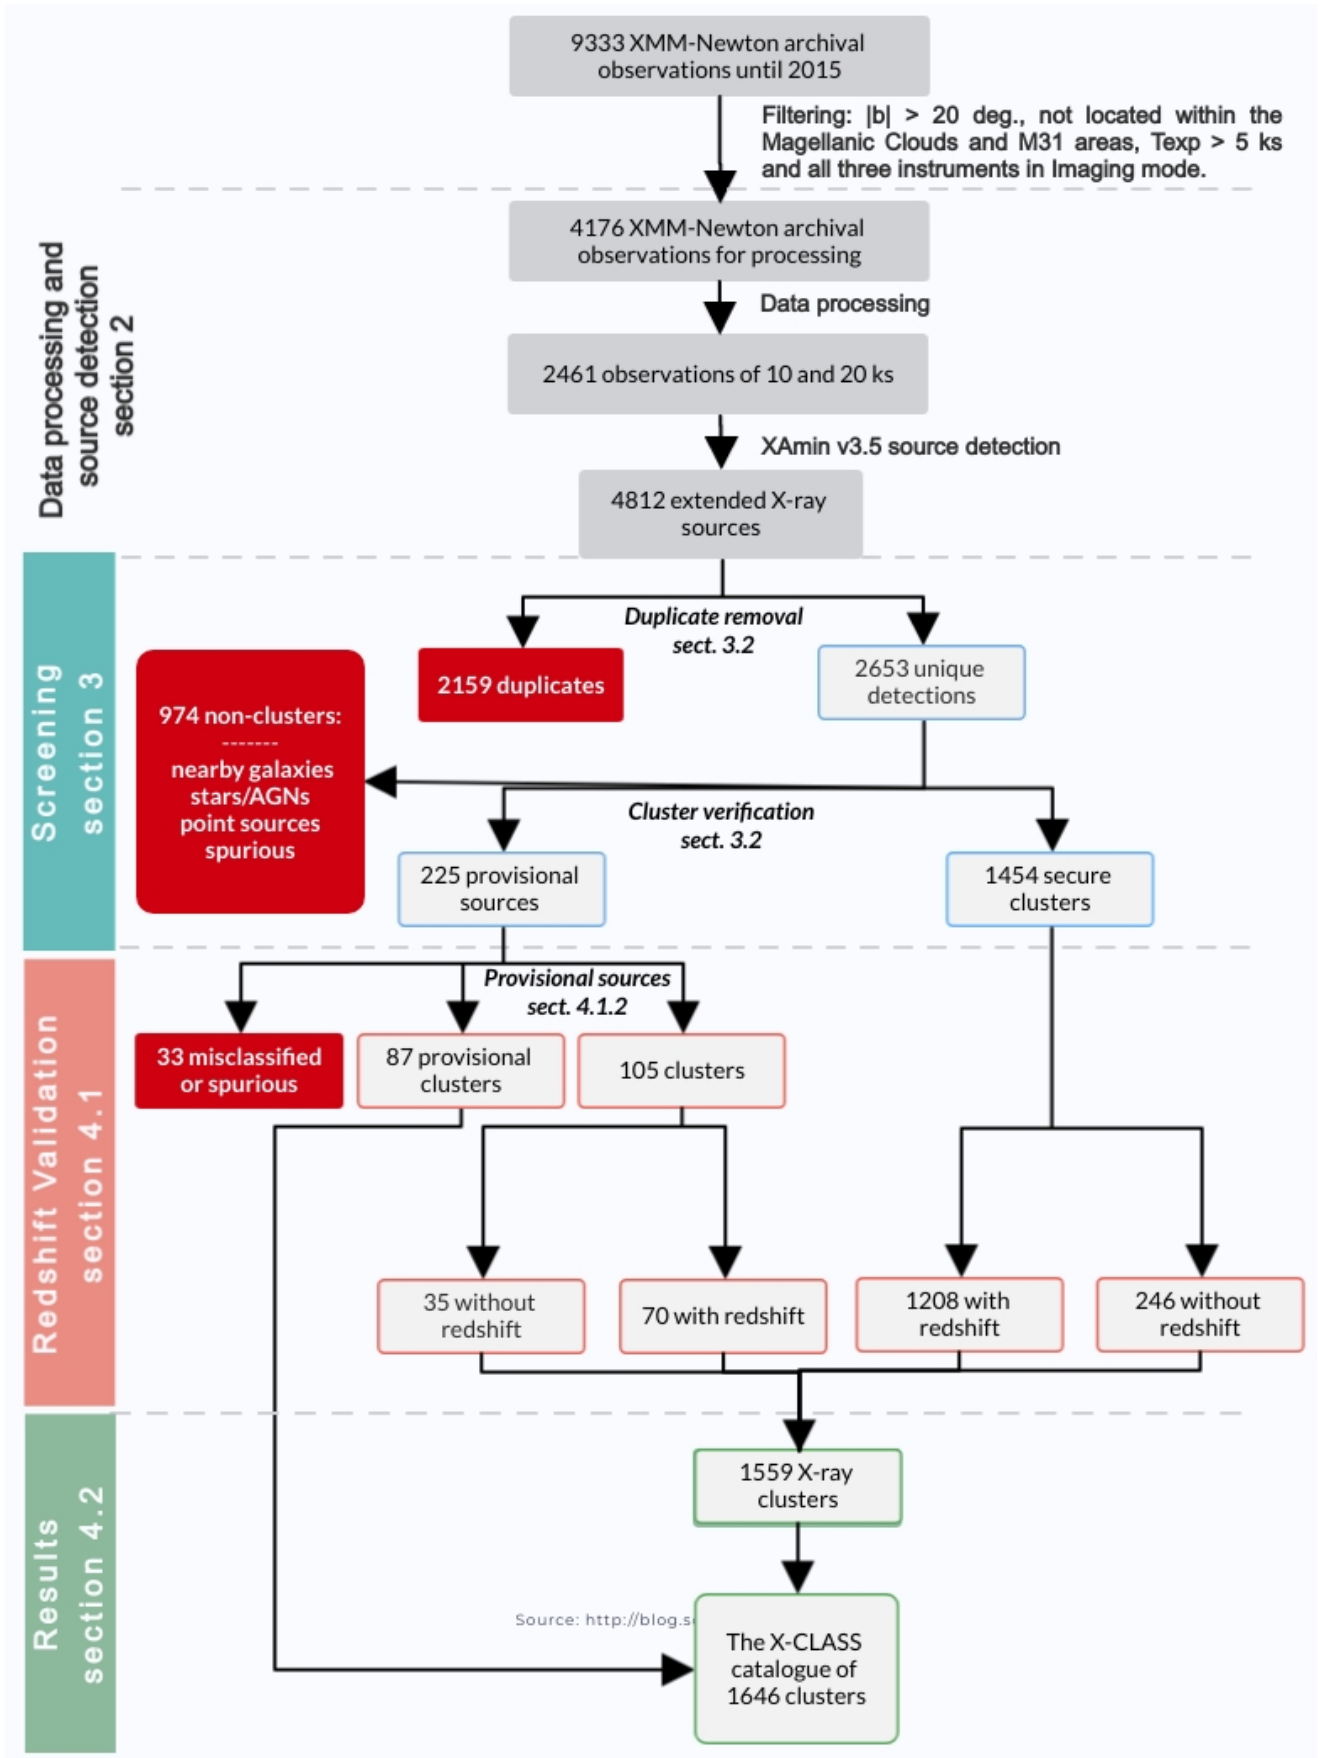 9333 XMM-Newton archival
observations until 2015
Filtering: |b| > 20 deg., not located within the
Magellanic Clouds and M31 areas, Texp > 5 ks
and all three instruments in Imaging mode.
Data processing and
source detection
section 2
4176 XMM-Newton archival
observations for processing
Data processing
2461 observations of 10 and 20 ks
XAmin v3.5 source detection
4812 extended X-ray
sources
Screening
section 3
Duplicate removal
sect. 3.2
2159 duplicates
2653 unique
detections
974 non-clusters:
-------
nearby galaxies
stars/AGNs
point sources
spurious
Cluster verification
sect. 3.2
225 provisional
sources
1454 secure
clusters
Redshift Validation
section 4.1
Provisional sources
sect. 4.1.2
33 misclassified
or spurious
87 provisional
clusters
105 clusters
35 without
redshift
70 with redshift
1208 with
redshift
246 without
redshift
Results
section 4.2
1559 X-ray
clusters
Source: http://blog.s
The X-CLASS
catalogue of
1646 clusters